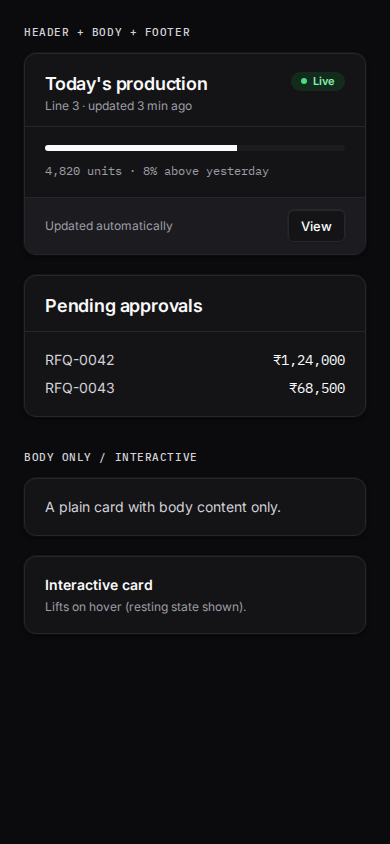 HEADER + BODY + FOOTER
Today's production
Live
Line 3 · updated 3 min ago
4,820 units · 8% above yesterday
Updated automatically
View
Pending approvals
RFQ-0042 ₹1,24,000
RFQ-0043 ₹68,500
BODY ONLY / INTERACTIVE
A plain card with body content only.
Interactive card
Lifts on hover (resting state shown).